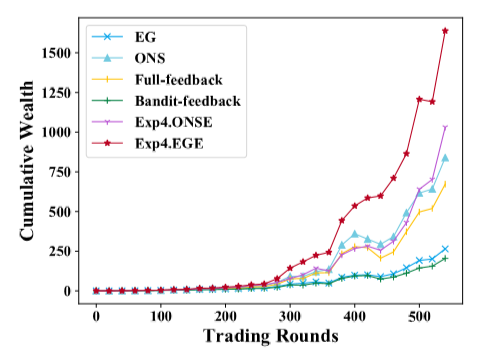 EG
ONS
Full-feedback
Bandit-feedback
Exp4.ONSE
Exp4.EGE
Cumulative Wealth
1500
1250
1000
750
500
250
0
0 100 200 300 400 500
Trading Rounds